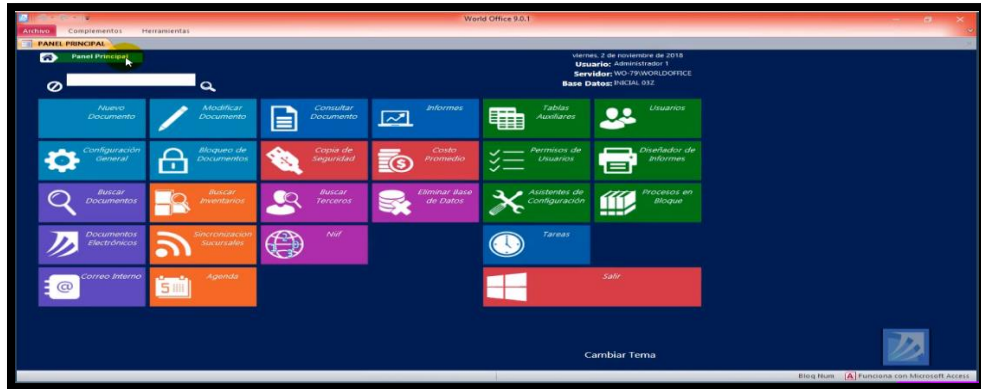 World Office 9.0.1
Archivo Complementos Herramientas
PANEL PRINCIPAL
Panel Principal
viernes, 2 de noviembre de 2018
Usuario: Administrador 1
Servidor: WO-79\WORLDOFFICE
Base Datos: INICIAL 032
Nuevo
Documento
Modificar
Documento
Consultar
Documento
Informes
Tablas
Auxiliares
Usuarios
Configuración
General
Bloqueo de
Documentos
Copia de
Seguridad
Costo
Promedio
Permisos de
Usuarios
Diseñador de
Informes
Buscar
Documentos
Buscar
Inventarios
Buscar
Terceros
Eliminar Base
de Datos
Asistentes de
Configuración
Procesos en
Bloque
Documentos
Electrónicos
Sincronizacion
Sucursales
Niif
Tareas
Correo Interno
Agenda
5
Salir
Cambiar Tema
Bloq Num
A Funciona con Microsoft Access